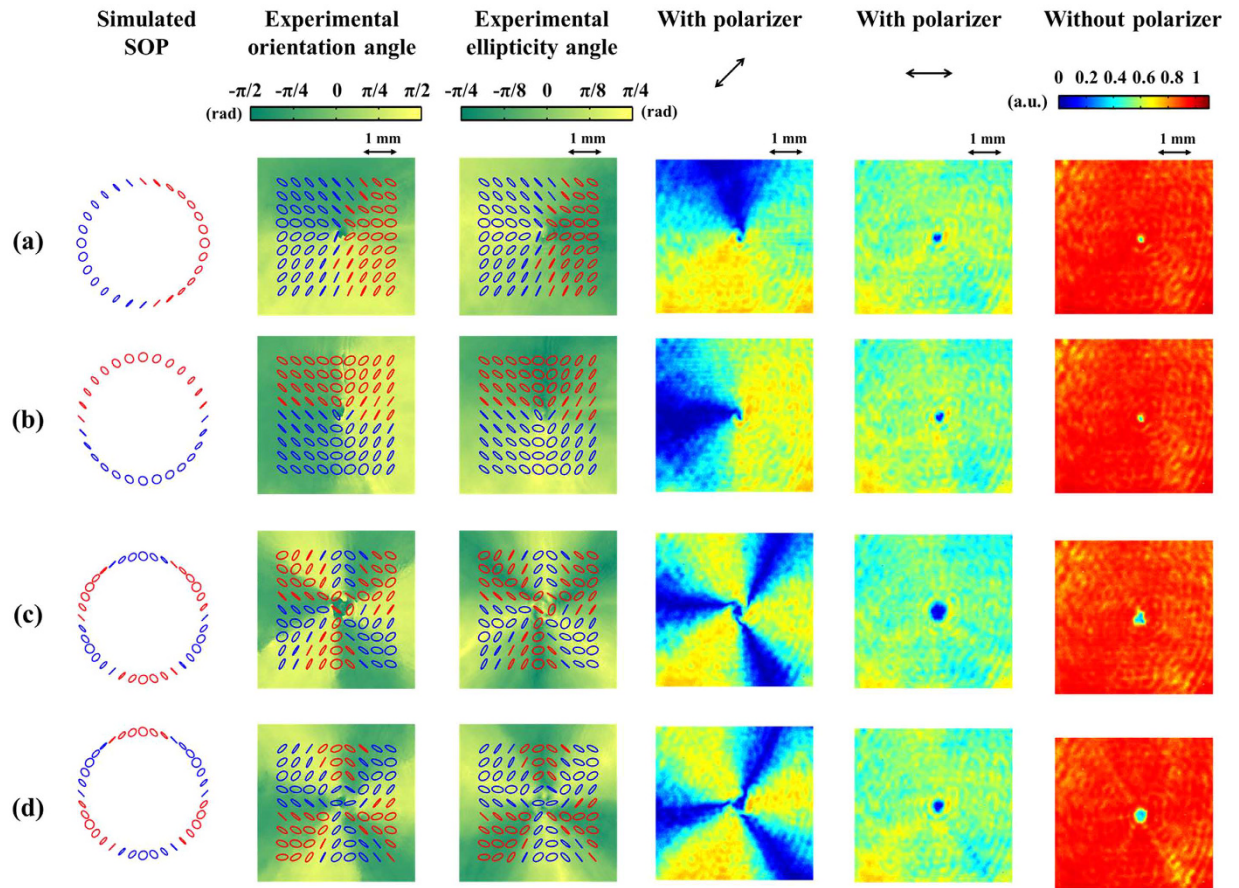 Simulated
SOP
Experimental
orientation angle
Experimental
ellipticity angle
With polarizer
With polarizer
Without polarizer
-π/2 -π/4 0 π/4 π/2
(rad)
-π/4 -π/8 0 π/8 π/4
(rad)
0 0.2 0.4 0.6 0.8 1
(a.u.)
1 mm
1 mm
1 mm
1 mm
1 mm
(a)
(b)
(c)
(d)